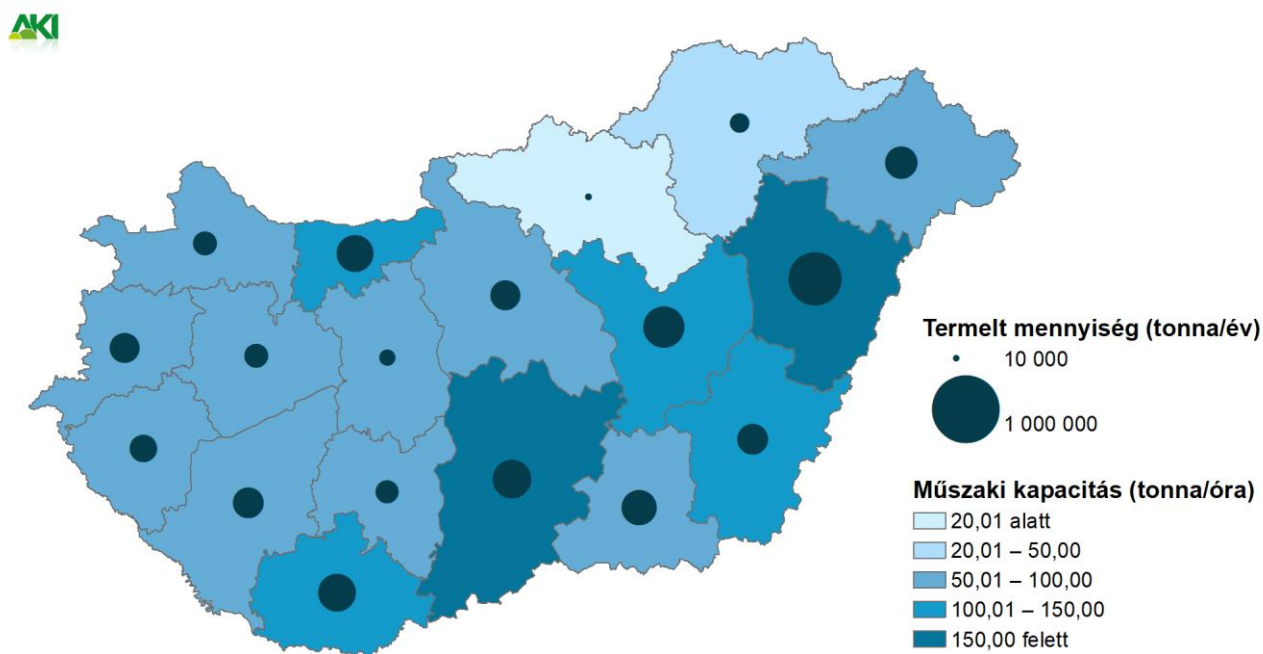 AKI
Termelt mennyiség (tonna/év)
10 000
1 000 000
Műszaki kapacitás (tonna/óra)
20,01 alatt
20,01 – 50,00
50,01 – 100,00
100,01 – 150,00
150,00 felett